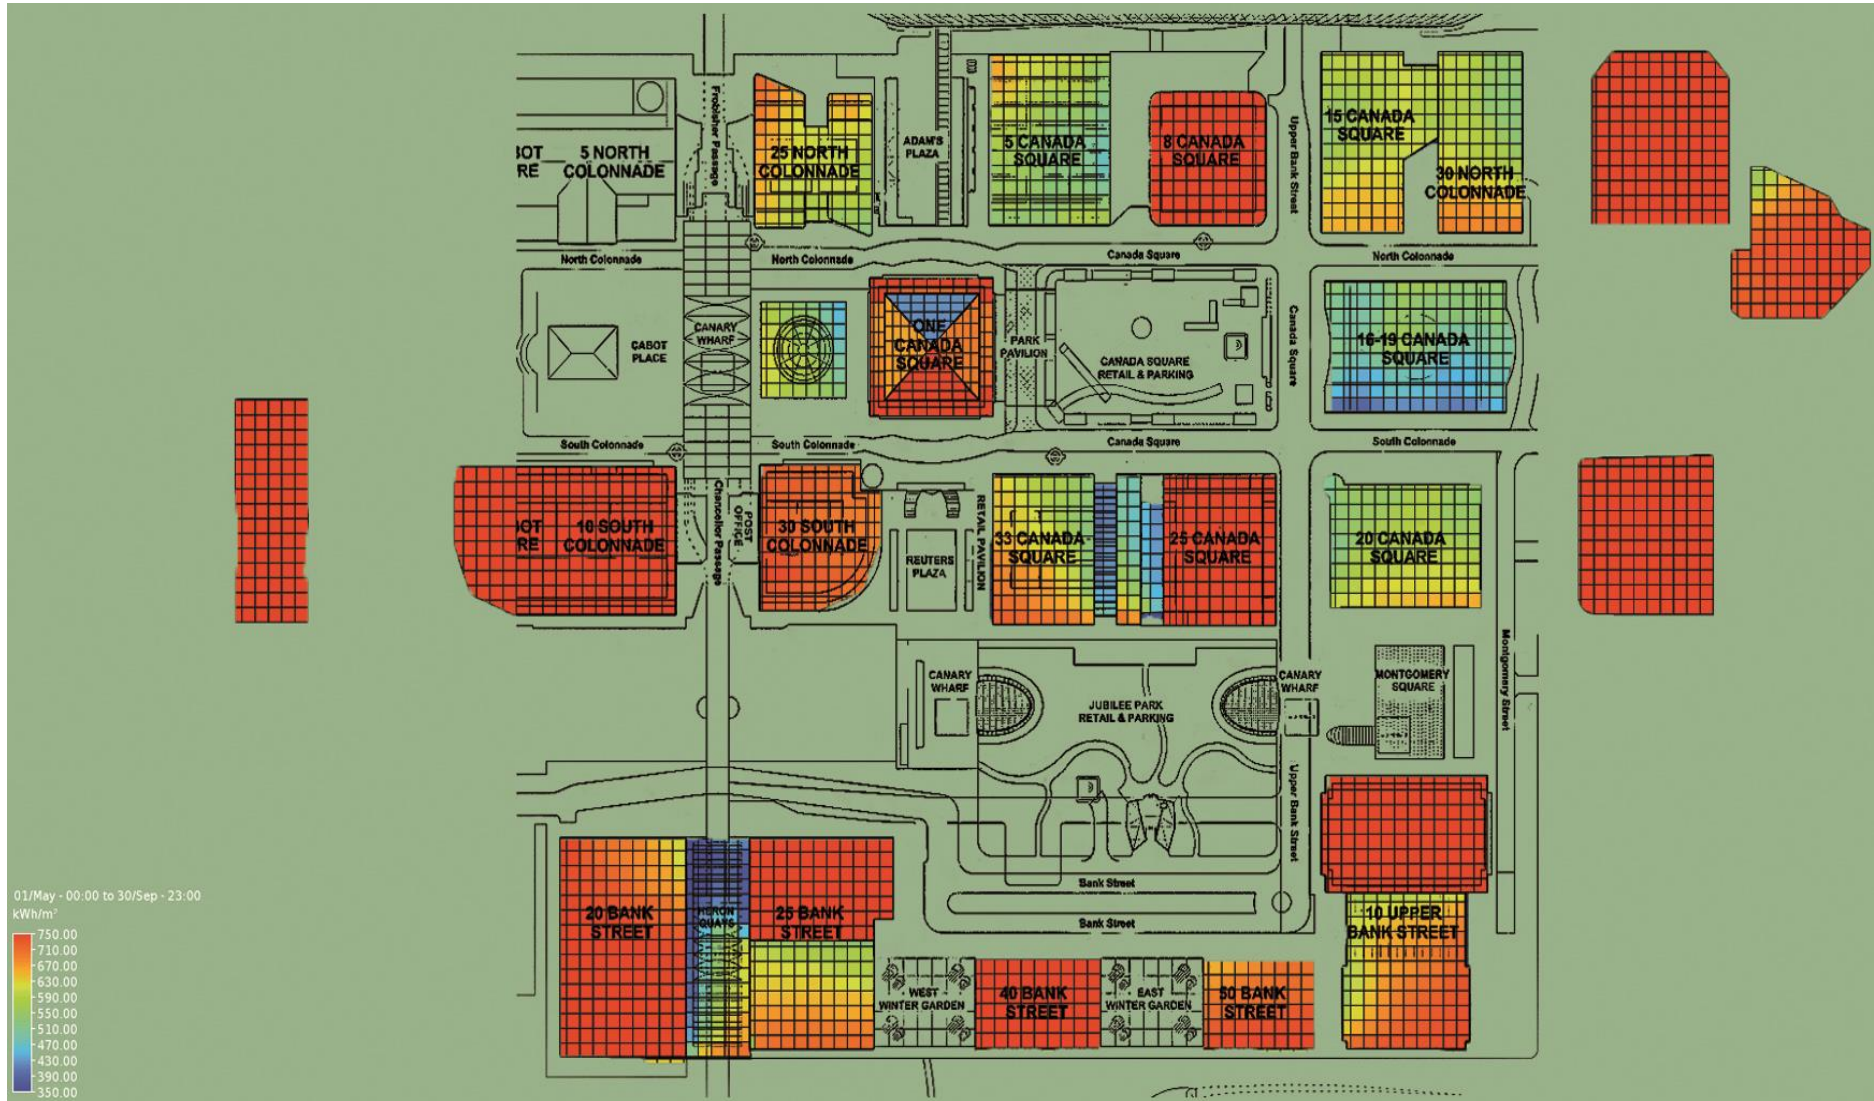 Frobisher Passage
BOT
RE
5 NORTH
COLONNADE
25 NORTH
COLONNADE
ADAM'S
PLAZA
5 CANADA
SQUARE
8 CANADA
SQUARE
Upper Bank Street
15 CANADA
SQUARE
30 NORTH
COLONNADE
North Colonnade
North Colonnade
Canada Square
North Colonnade
CABOT
PLACE
CANARY
WHARF
ONE
CANADA
SQUARE
PARK
PAVILION
CANADA SQUARE
RETAIL & PARKING
Canada Square
16-19 CANADA
SQUARE
South Colonnade
South Colonnade
Canada Square
South Colonnade
Chancellor Passage
OT
RE
10 SOUTH
COLONNADE
POST
OFFICE
30 SOUTH
COLONNADE
REUTERS
PLAZA
RETAIL PAVILION
33 CANADA
SQUARE
25 CANADA
SQUARE
20 CANADA
SQUARE
Montgomery Street
CANARY
WHARF
JUBILEE PARK
RETAIL & PARKING
CANARY
WHARF
MONTGOMERY
SQUARE
Upper Bank Street
Bank Street
Bank Street
20 BANK
STREET
HERON
QUAYS
25 BANK
STREET
10 UPPER
BANK STREET
WEST
WINTER GARDEN
40 BANK
STREET
EAST
WINTER GARDEN
50 BANK
STREET
01/May - 00:00 to 30/Sep - 23:00
kWh/m²
750.00
710.00
670.00
630.00
590.00
550.00
510.00
470.00
430.00
390.00
350.00